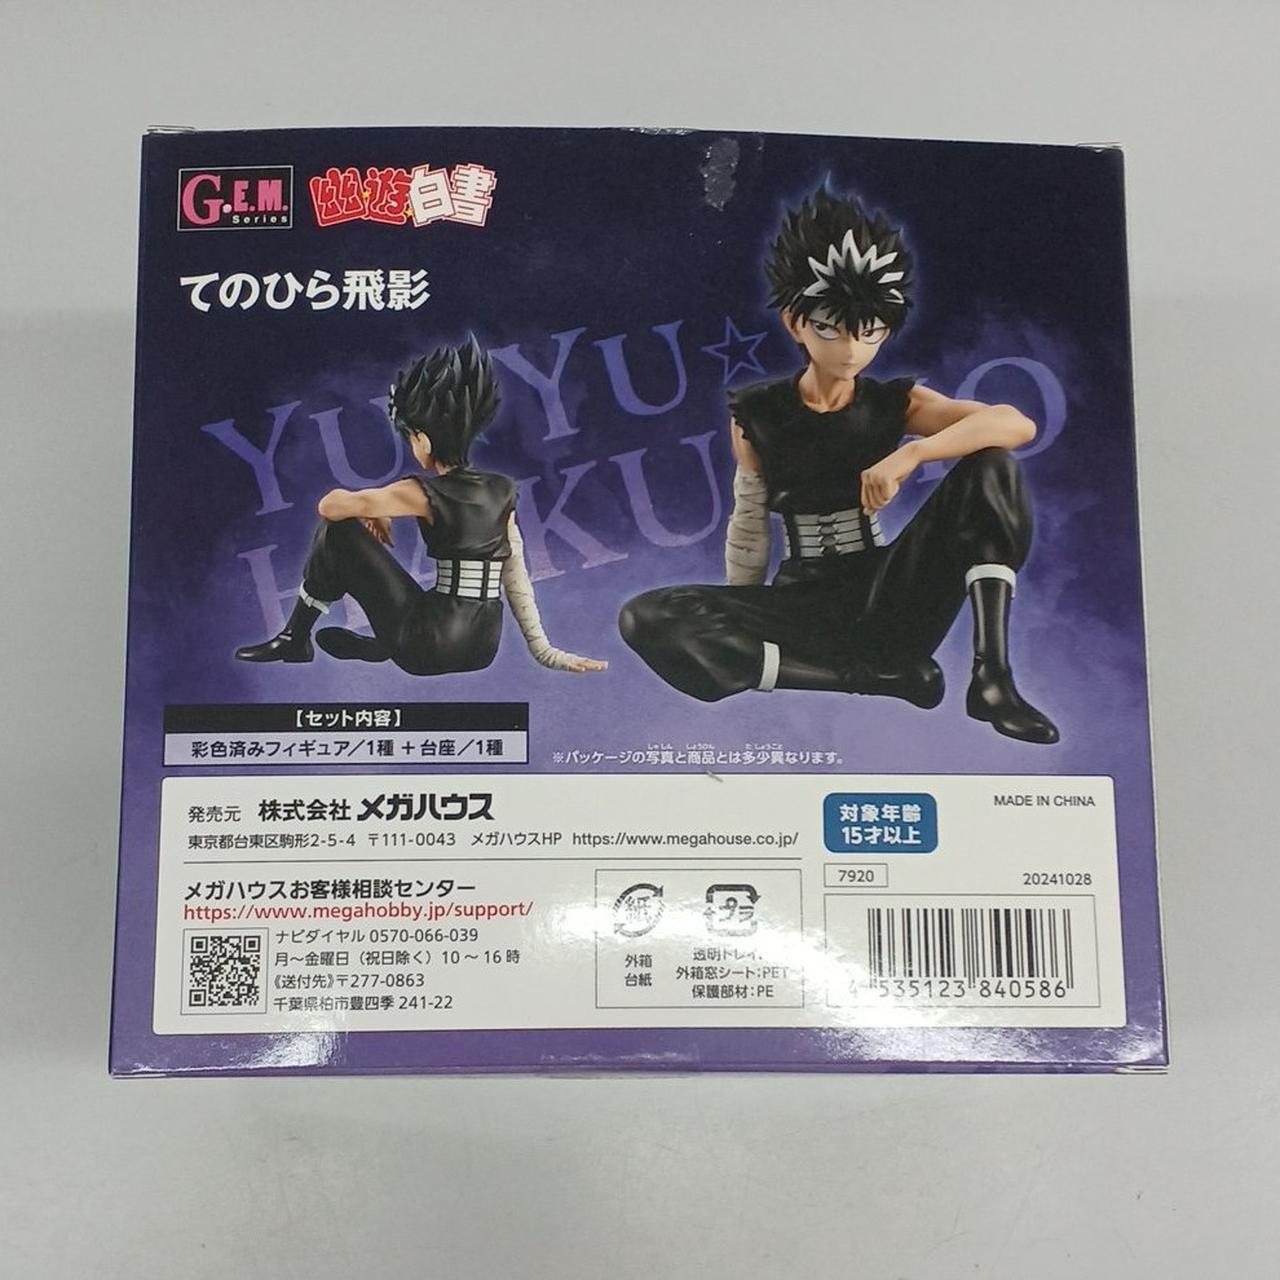 G.E.M.
Series
幽☆遊☆白書
てのひら飛影
YU YU☆
HAKUSHO
【セット内容】
彩色済みフィギュア／1種 ＋台座／1種
※パッケージの写真と商品とは多少異なります。
発売元 株式会社 メガハウス
東京都台東区駒形2-5-4 〒111-0043 メガハウスHP https://www.megahouse.co.jp/
対象年齢
15才以上
MADE IN CHINA
7920
20241028
メガハウスお客様相談センター
https://www.megahobby.jp/support/
ナビダイヤル 0570-066-039
月～金曜日（祝日除く）10～16時
《送付先》〒277-0863
千葉県柏市豊四季241-22
紙
外箱
台紙
プラ
透明トレイ:
外箱窓シート:PET
保護部材:PE
4 535123 840586